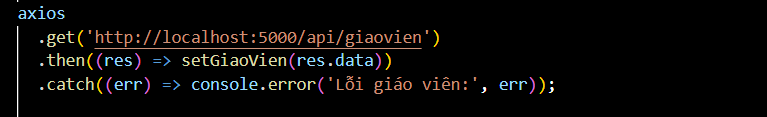 axios
.get('http://localhost:5000/api/giaovien')
.then((res) => setGiaoVien(res.data))
.catch((err) => console.error('Lỗi giáo viên:', err));